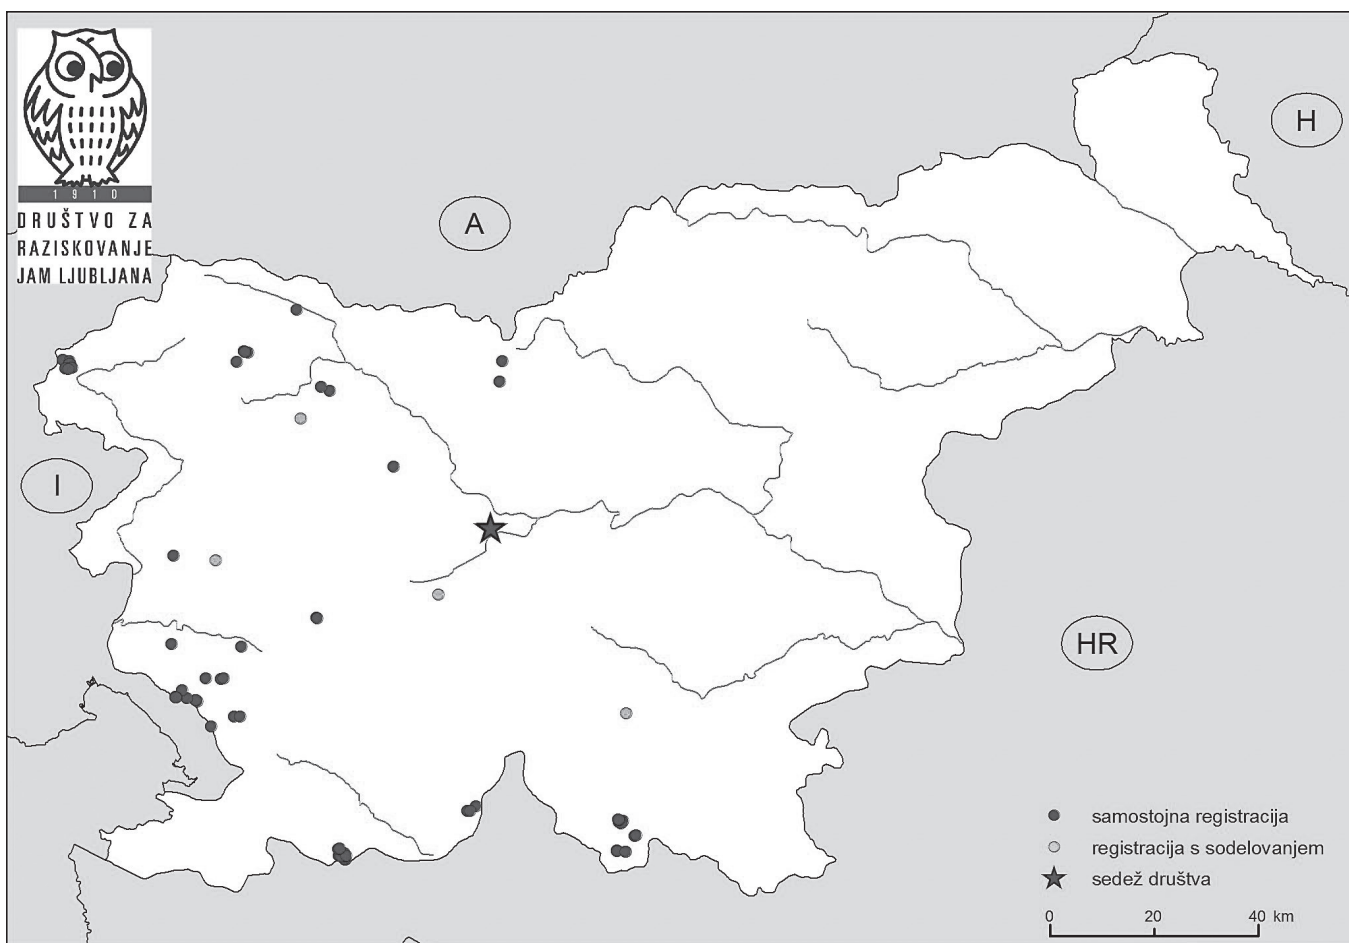 1910
DRUŠTVO ZA
RAZISKOVANJE
JAM LJUBLJANA
H
A
I
HR
samostojna registracija
registracija s sodelovanjem
sedež društva
0 20 40 km